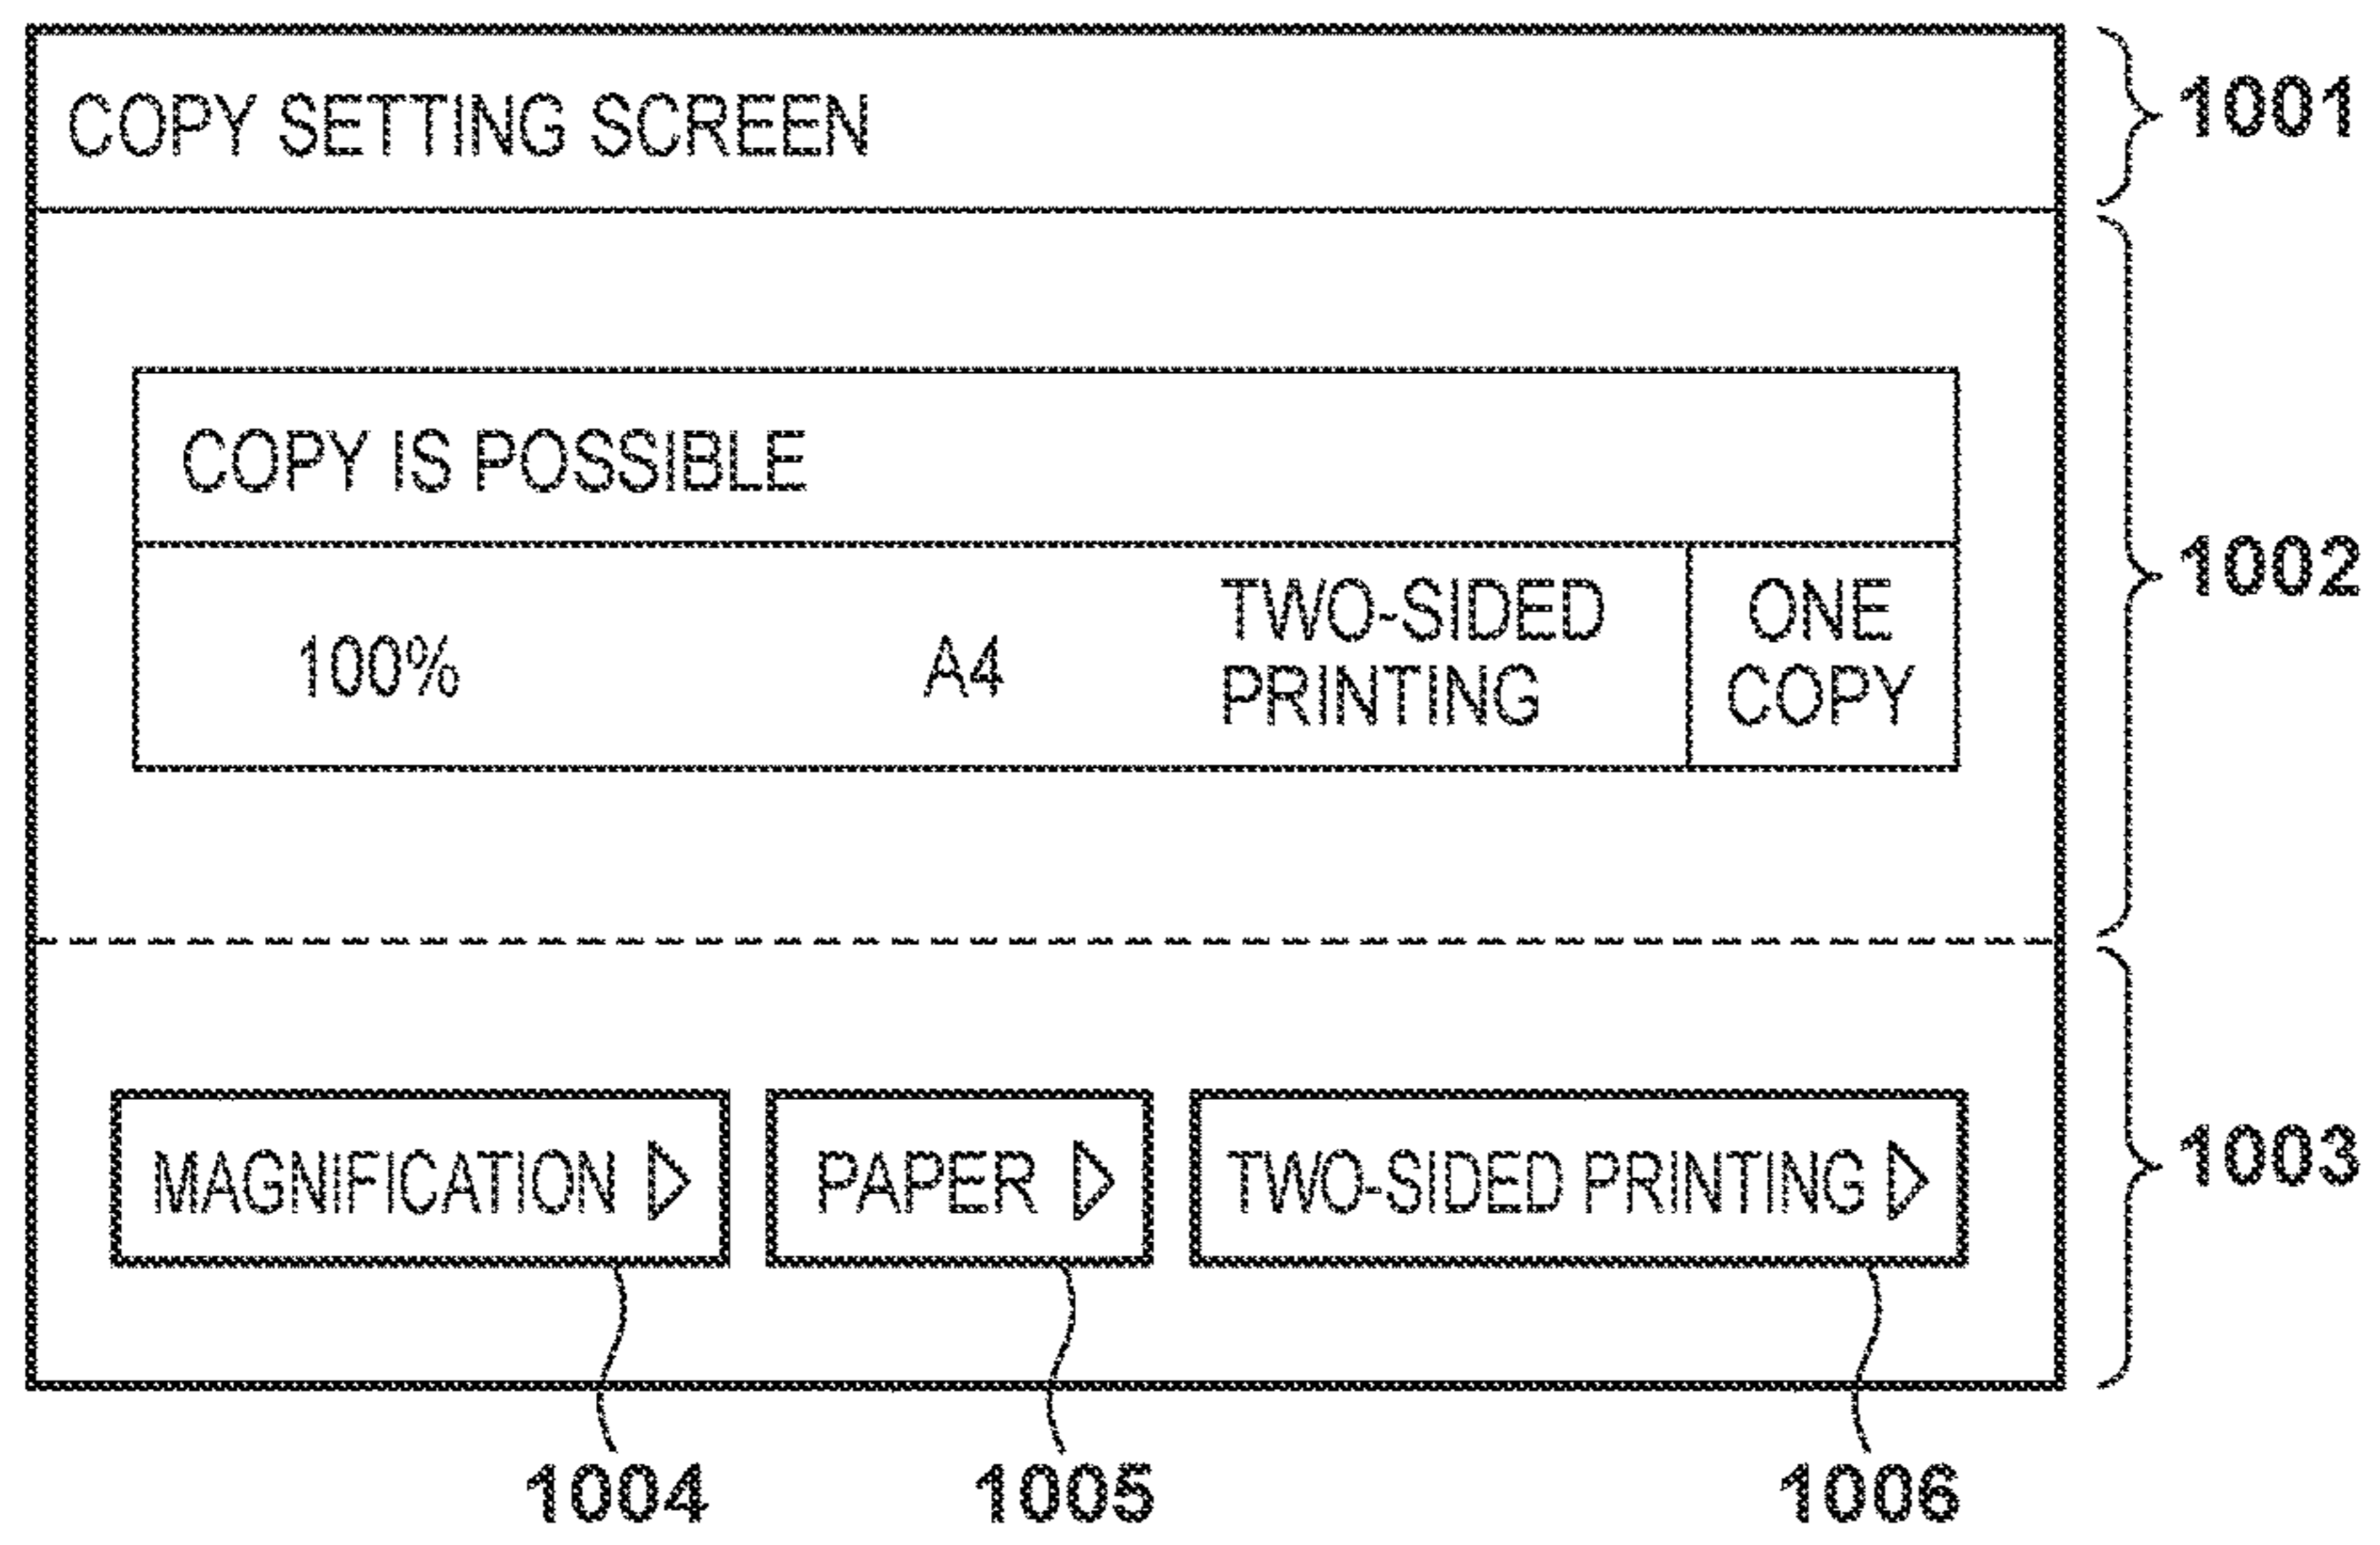 COPY SETTING SCREEN
1001
COPY IS POSSIBLE
100%
A4
TWO-SIDED
PRINTING
ONE
COPY
1002
MAGNIFICATION ▷
PAPER ▷
TWO-SIDED PRINTING ▷
1003
1004
1005
1006